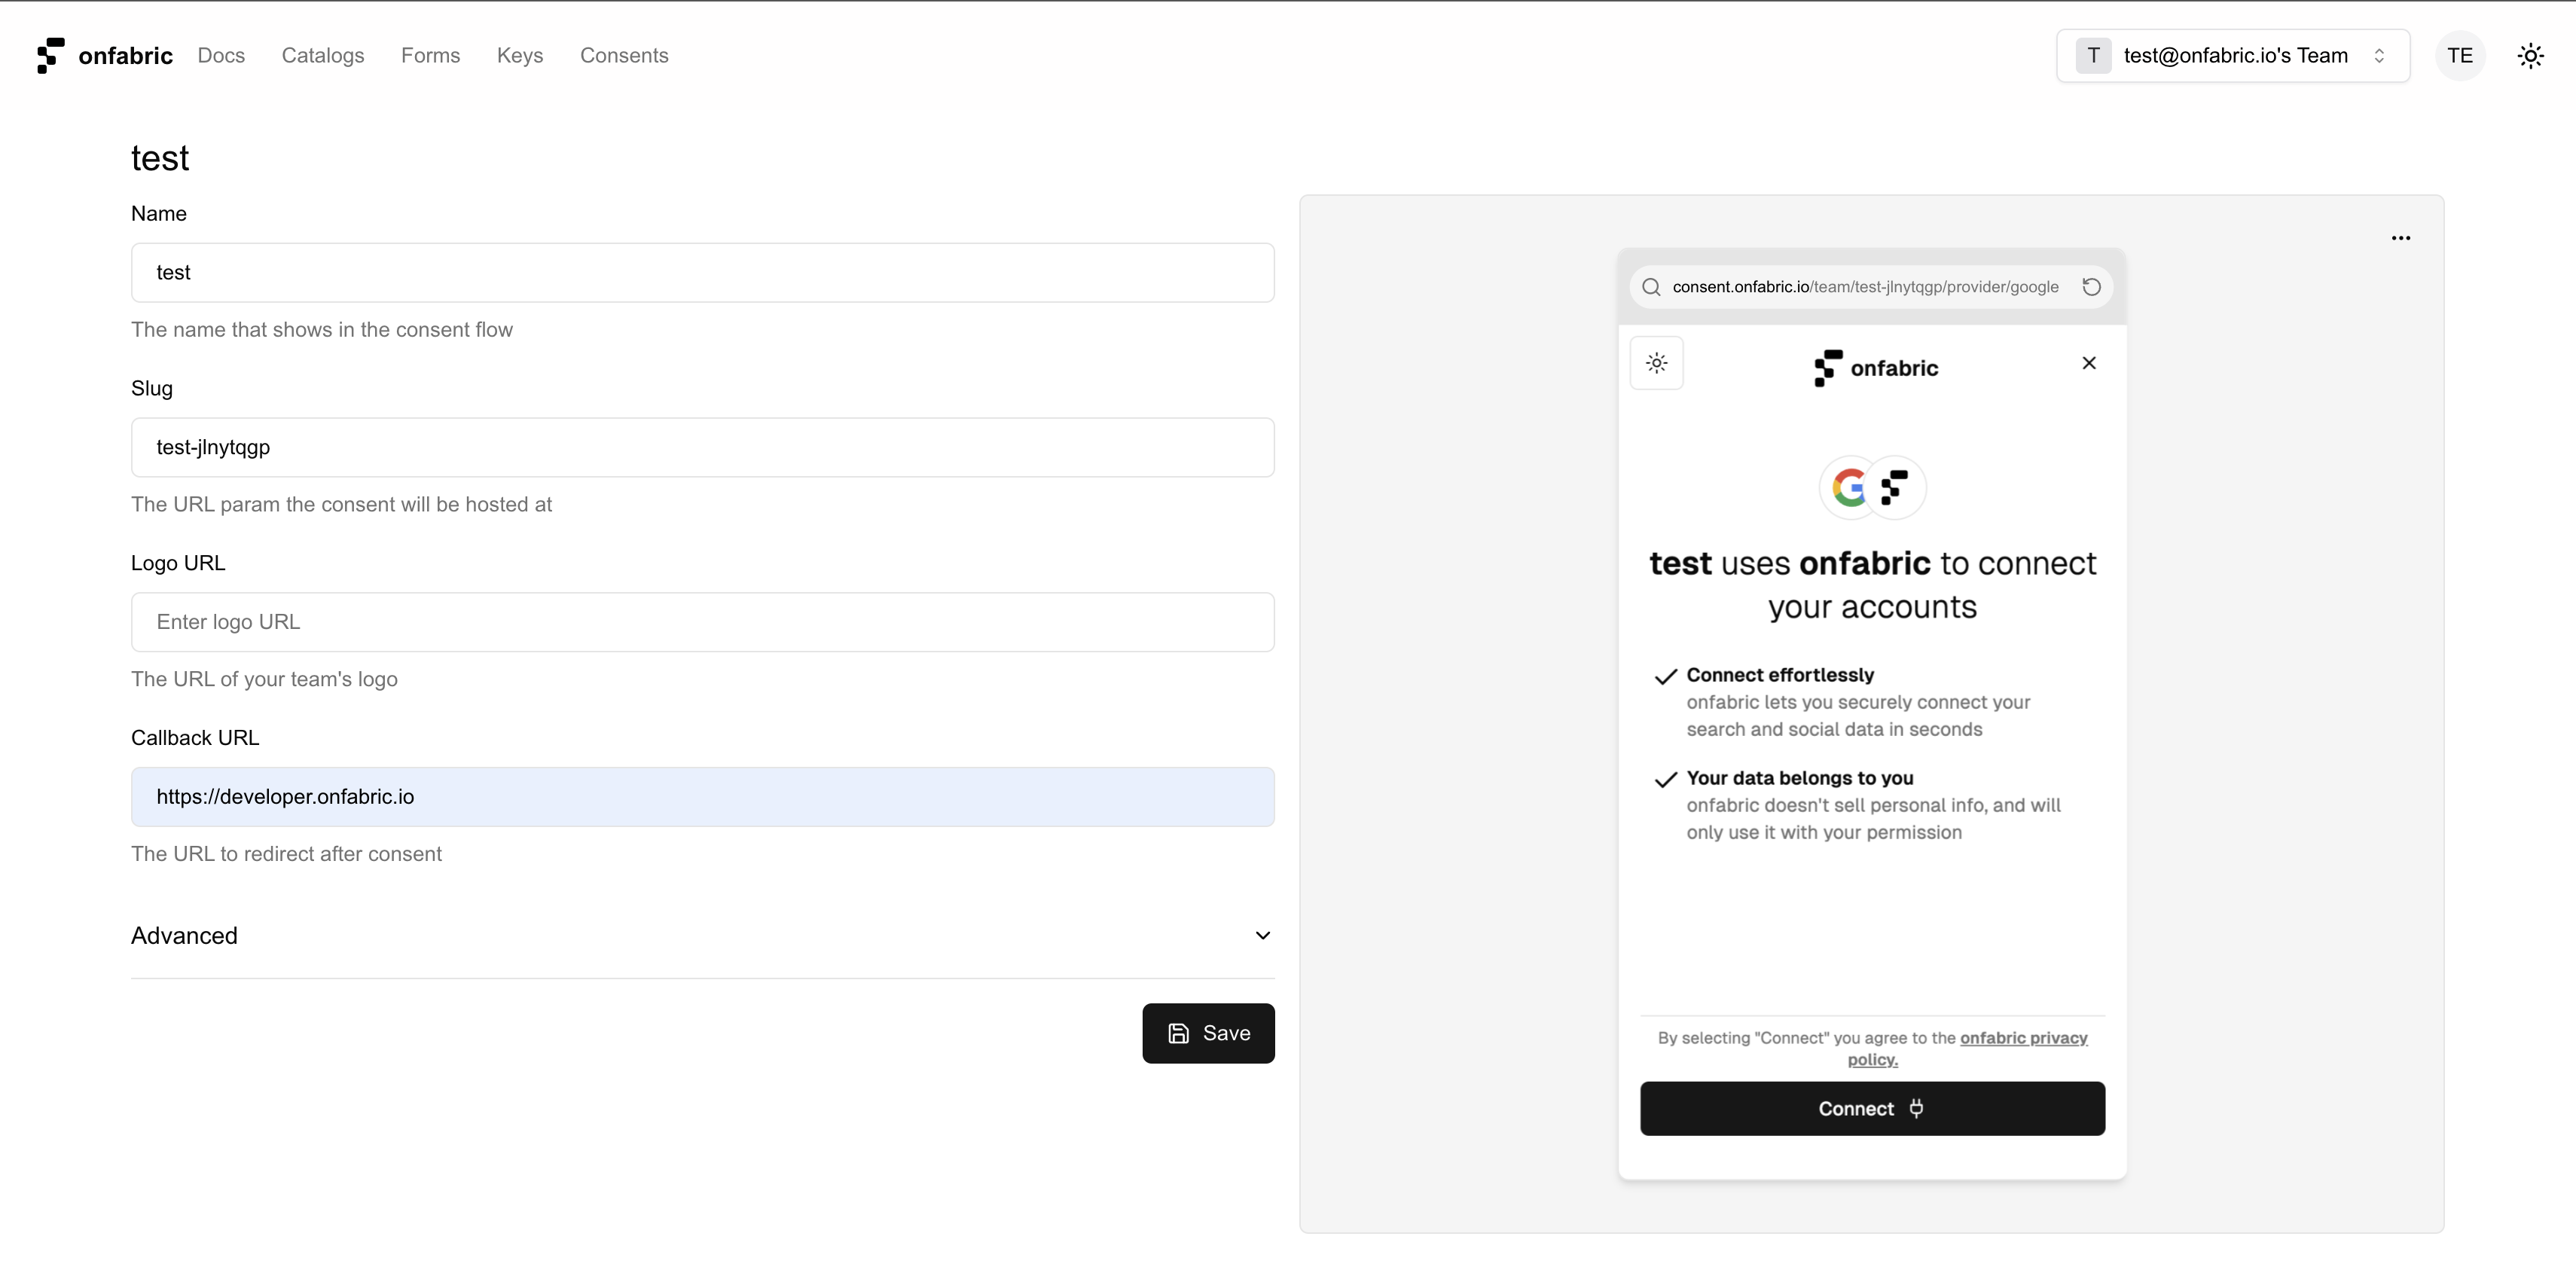 onfabric Docs Catalogs Forms Keys Consents
T test@onfabric.io's Team TE
test
Name
test
The name that shows in the consent flow
Slug
test-jlnytqgp
The URL param the consent will be hosted at
Logo URL
Enter logo URL
The URL of your team's logo
Callback URL
https://developer.onfabric.io
The URL to redirect after consent
Advanced
Save
consent.onfabric.io/team/test-jlnytqgp/provider/google
onfabric
test uses onfabric to connect
your accounts
Connect effortlessly
onfabric lets you securely connect your
search and social data in seconds
Your data belongs to you
onfabric doesn't sell personal info, and will
only use it with your permission
By selecting "Connect" you agree to the onfabric privacy
policy.
Connect